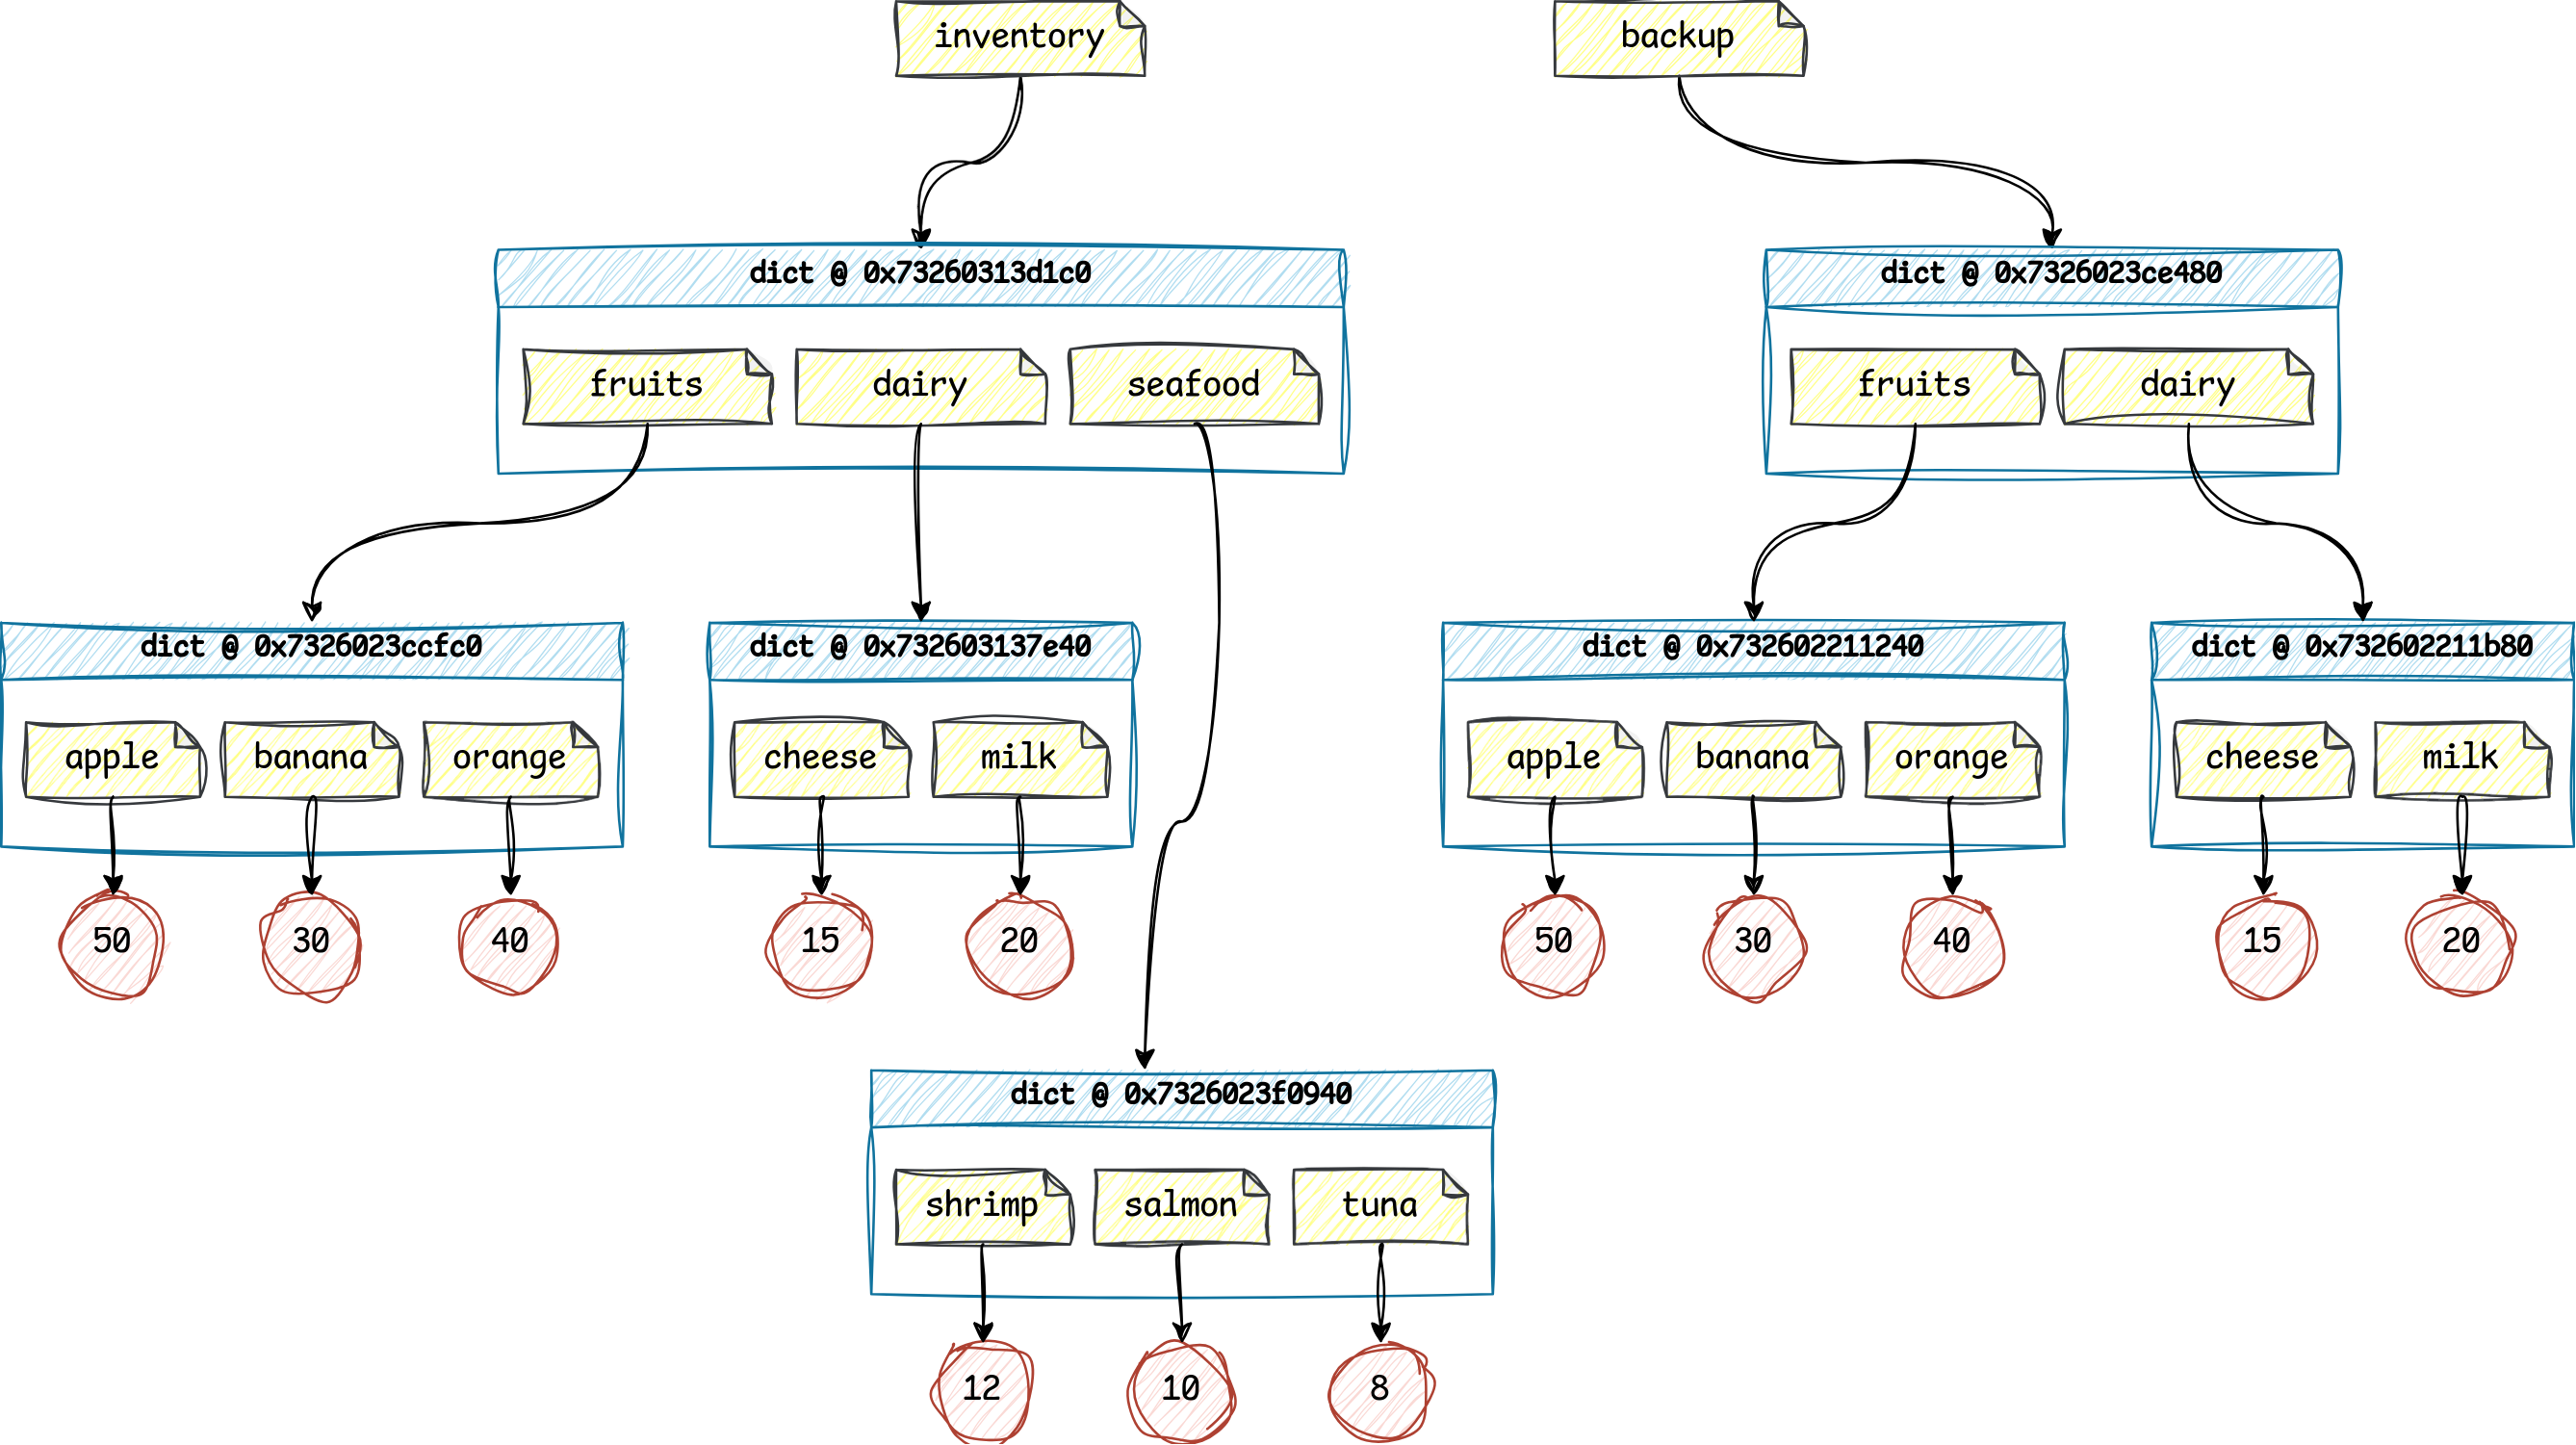 inventory
backup
dict @ 0x73260313d1c0
dict @ 0x7326023ce480
fruits
dairy
seafood
fruits
dairy
dict @ 0x7326023ccfc0
dict @ 0x732603137e40
dict @ 0x732602211240
dict @ 0x732602211b80
apple
banana
orange
cheese
milk
apple
banana
orange
cheese
milk
50
30
40
15
20
50
30
40
15
20
dict @ 0x7326023f0940
shrimp
salmon
tuna
12
10
8